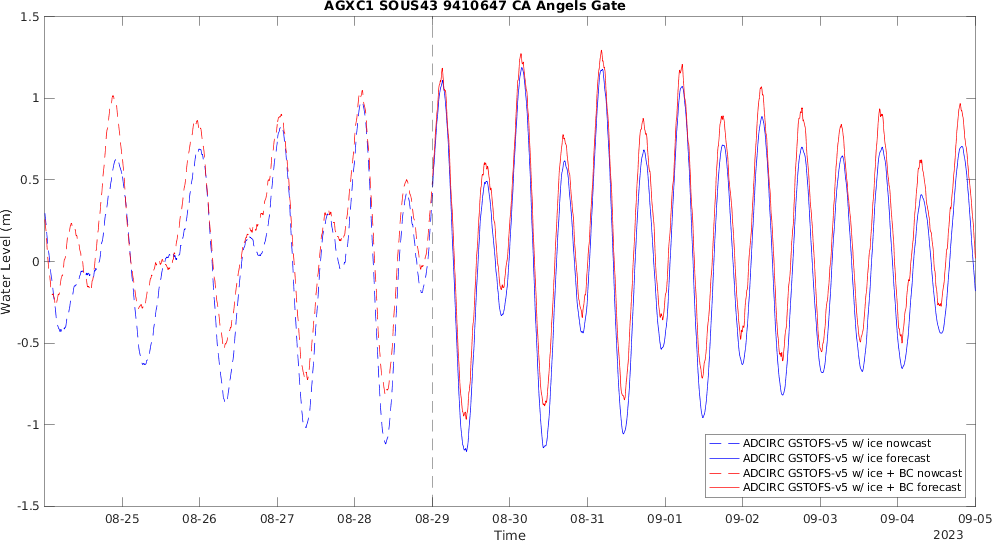 AGXC1 SOUS43 9410647 CA Angels Gate
Water Level (m)
1.5
1
0.5
0
-0.5
-1
-1.5
ADCIRC GSTOFS-v5 w/ ice nowcast
ADCIRC GSTOFS-v5 w/ ice forecast
ADCIRC GSTOFS-v5 w/ ice + BC nowcast
ADCIRC GSTOFS-v5 w/ ice + BC forecast
08-25 08-26 08-27 08-28 08-29 08-30 08-31 09-01 09-02 09-03 09-04 09-05
Time
2023